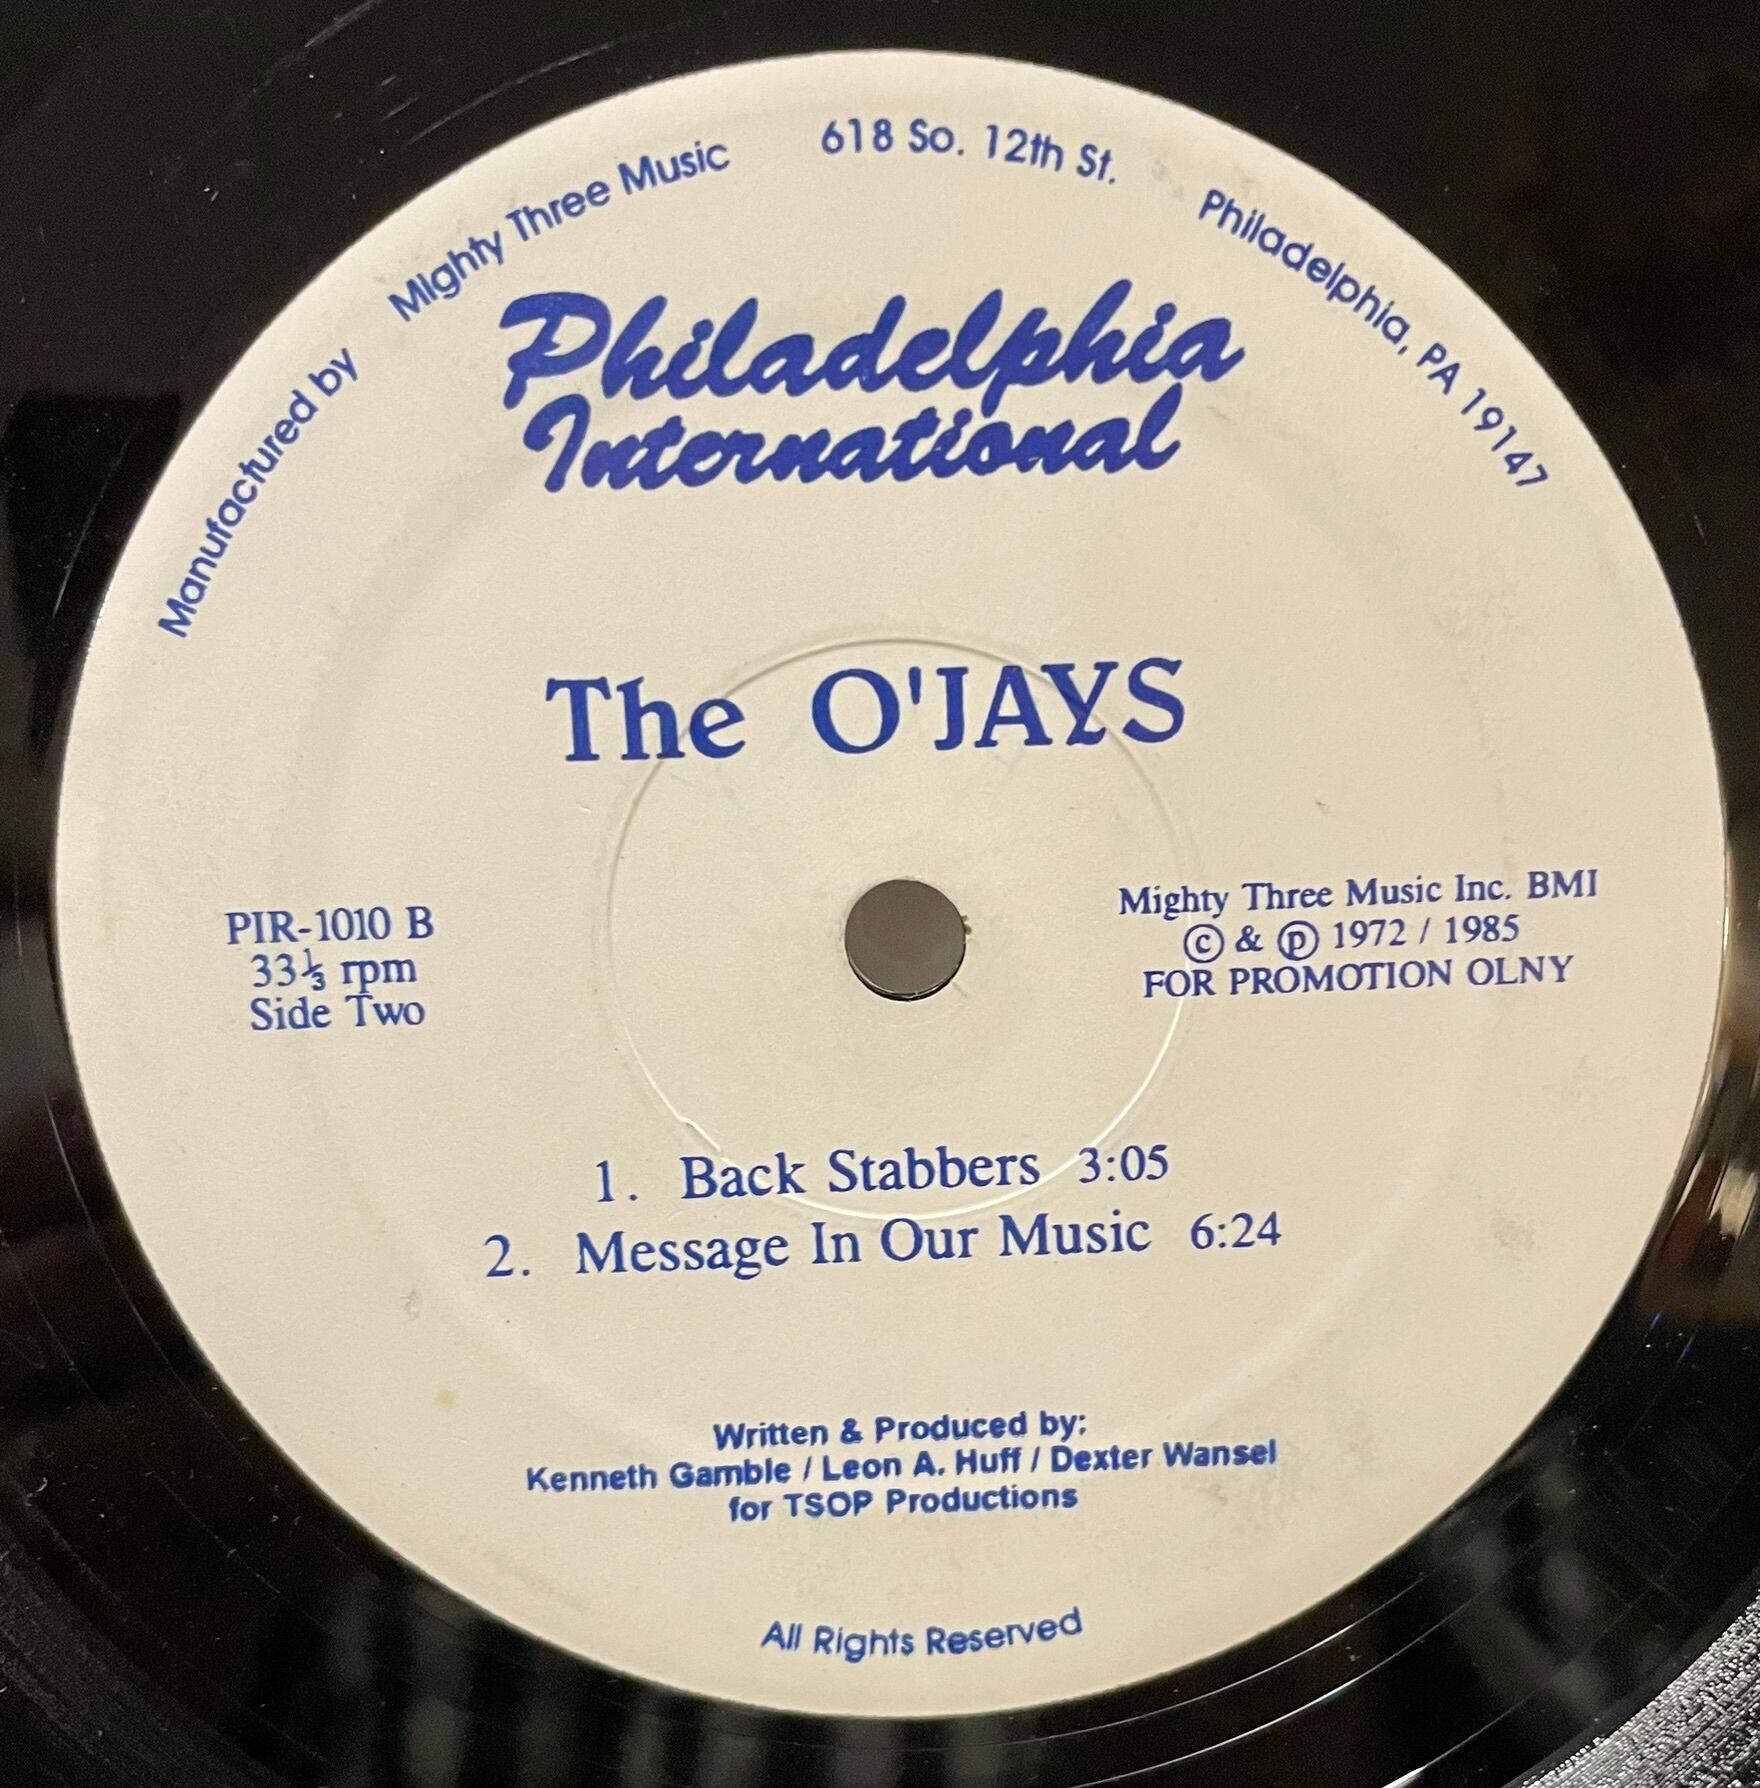 Manufactured by Mighty Three Music 618 So. 12th St. Philadelphia, PA 19147
Philadelphia
International
The O'JAYS
PIR-1010 B
33⅓ rpm
Side Two
Mighty Three Music Inc. BMI
© & ℗ 1972 / 1985
FOR PROMOTION OLNY
1. Back Stabbers 3:05
2. Message In Our Music 6:24
Written & Produced by:
Kenneth Gamble / Leon A. Huff / Dexter Wansel
for TSOP Productions
All Rights Reserved